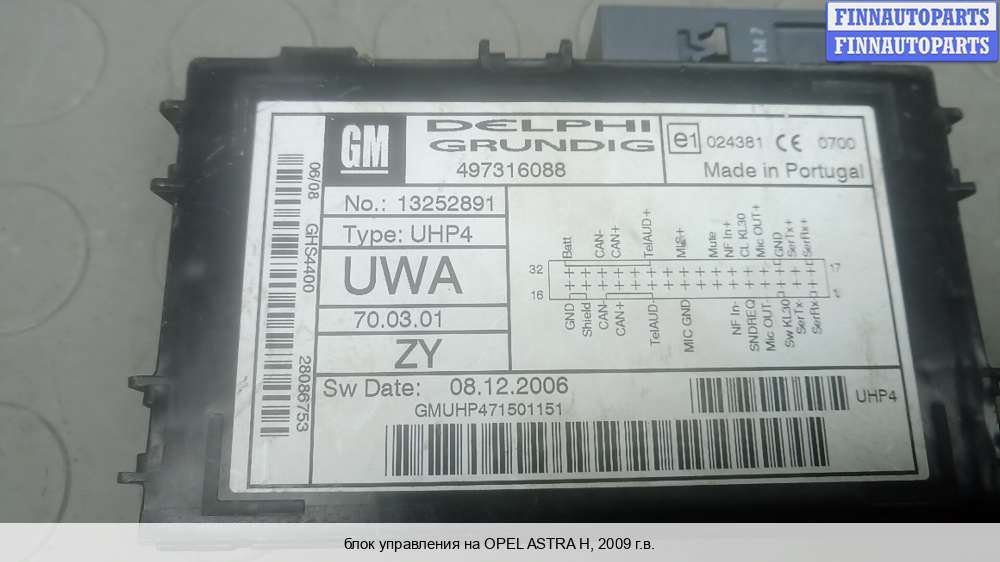 FINNAUTOPARTS
FINNAUTOPARTS
GM
DELPHI
GRUNDIG
497316088
e1 024381 CE 0700
Made in Portugal
No.: 13252891
Type: UHP4
UWA
70.03.01
ZY
06/08 GHS4400 28086753
Batt CAN- CAN+ TelAUD+ Mute NF In+ CL KL30 Mic OUT+ GND SerTx+ SerRx+
32 17
16
GND Shield CAN- CAN+ TelAUD- MIC GND NF In- SNDREQ Mic OUT- Sw KL30 SerTx- SerRx-
Sw Date: 08.12.2006
GMUHP471501151
UHP4
блок управления на OPEL ASTRA H, 2009 г.в.